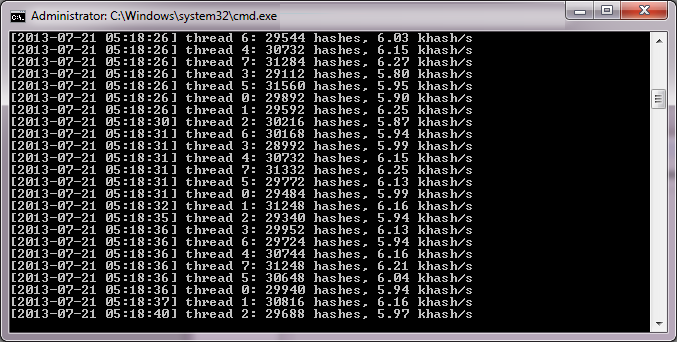 Administrator: C:\Windows\system32\cmd.exe
[2013-07-21 05:18:26] thread 6: 29544 hashes, 6.03 khash/s
[2013-07-21 05:18:26] thread 4: 30732 hashes, 6.15 khash/s
[2013-07-21 05:18:26] thread 7: 31284 hashes, 6.27 khash/s
[2013-07-21 05:18:26] thread 3: 29112 hashes, 5.80 khash/s
[2013-07-21 05:18:26] thread 5: 31560 hashes, 5.95 khash/s
[2013-07-21 05:18:26] thread 0: 29892 hashes, 5.90 khash/s
[2013-07-21 05:18:26] thread 1: 29592 hashes, 6.25 khash/s
[2013-07-21 05:18:30] thread 2: 30216 hashes, 5.87 khash/s
[2013-07-21 05:18:31] thread 6: 30168 hashes, 5.94 khash/s
[2013-07-21 05:18:31] thread 3: 28992 hashes, 5.99 khash/s
[2013-07-21 05:18:31] thread 4: 30732 hashes, 6.15 khash/s
[2013-07-21 05:18:31] thread 7: 31332 hashes, 6.25 khash/s
[2013-07-21 05:18:31] thread 5: 29772 hashes, 6.13 khash/s
[2013-07-21 05:18:31] thread 0: 29484 hashes, 5.99 khash/s
[2013-07-21 05:18:32] thread 1: 31248 hashes, 6.16 khash/s
[2013-07-21 05:18:35] thread 2: 29340 hashes, 5.94 khash/s
[2013-07-21 05:18:36] thread 3: 29952 hashes, 6.13 khash/s
[2013-07-21 05:18:36] thread 6: 29724 hashes, 5.94 khash/s
[2013-07-21 05:18:36] thread 4: 30744 hashes, 6.16 khash/s
[2013-07-21 05:18:36] thread 7: 31248 hashes, 6.21 khash/s
[2013-07-21 05:18:36] thread 5: 30648 hashes, 6.04 khash/s
[2013-07-21 05:18:36] thread 0: 29940 hashes, 5.94 khash/s
[2013-07-21 05:18:37] thread 1: 30816 hashes, 6.16 khash/s
[2013-07-21 05:18:40] thread 2: 29688 hashes, 5.97 khash/s